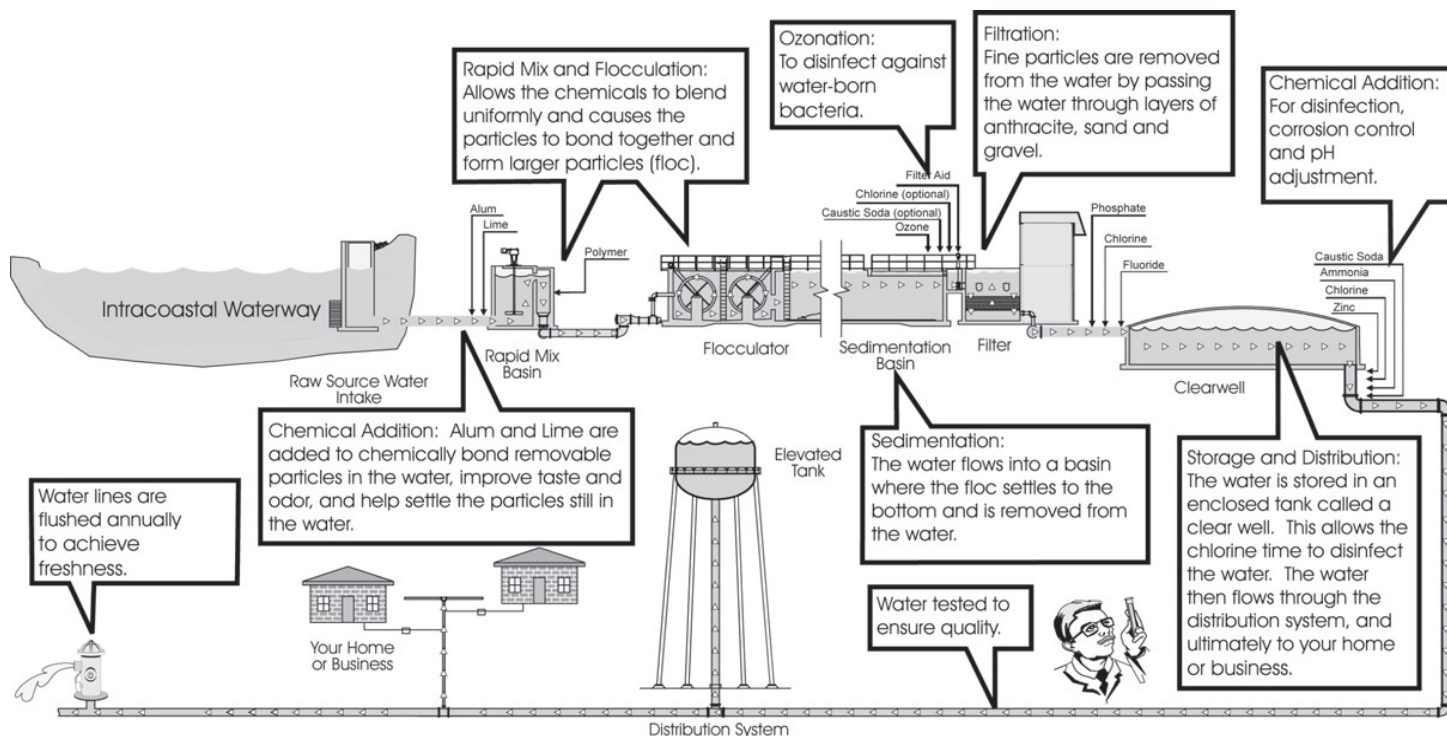 Rapid Mix and Flocculation:
Allows the chemicals to blend
uniformly and causes the
particles to bond together and
form larger particles (floc).
Ozonation:
To disinfect against
water-born
bacteria.
Filtration:
Fine particles are removed
from the water by passing
the water through layers of
anthracite, sand and
gravel.
Chemical Addition:
For disinfection,
corrosion control
and pH
adjustment.
Alum
Lime
Polymer
Filter Aid
Chlorine (optional)
Caustic Soda (optional)
Ozone
Phosphate
Chlorine
Fluoride
Caustic Soda
Ammonia
Chlorine
Zinc
Intracoastal Waterway
Raw Source Water
Intake
Rapid Mix
Basin
Flocculator
Sedimentation
Basin
Filter
Clearwell
Chemical Addition: Alum and Lime are
added to chemically bond removable
particles in the water, improve taste and
odor, and help settle the particles still in
the water.
Elevated
Tank
Sedimentation:
The water flows into a basin
where the floc settles to the
bottom and is removed from
the water.
Storage and Distribution:
The water is stored in an
enclosed tank called a
clear well. This allows the
chlorine time to disinfect
the water. The water
then flows through the
distribution system, and
ultimately to your home
or business.
Water lines are
flushed annually
to achieve
freshness.
Your Home
or Business
Water tested to
ensure quality.
Distribution System